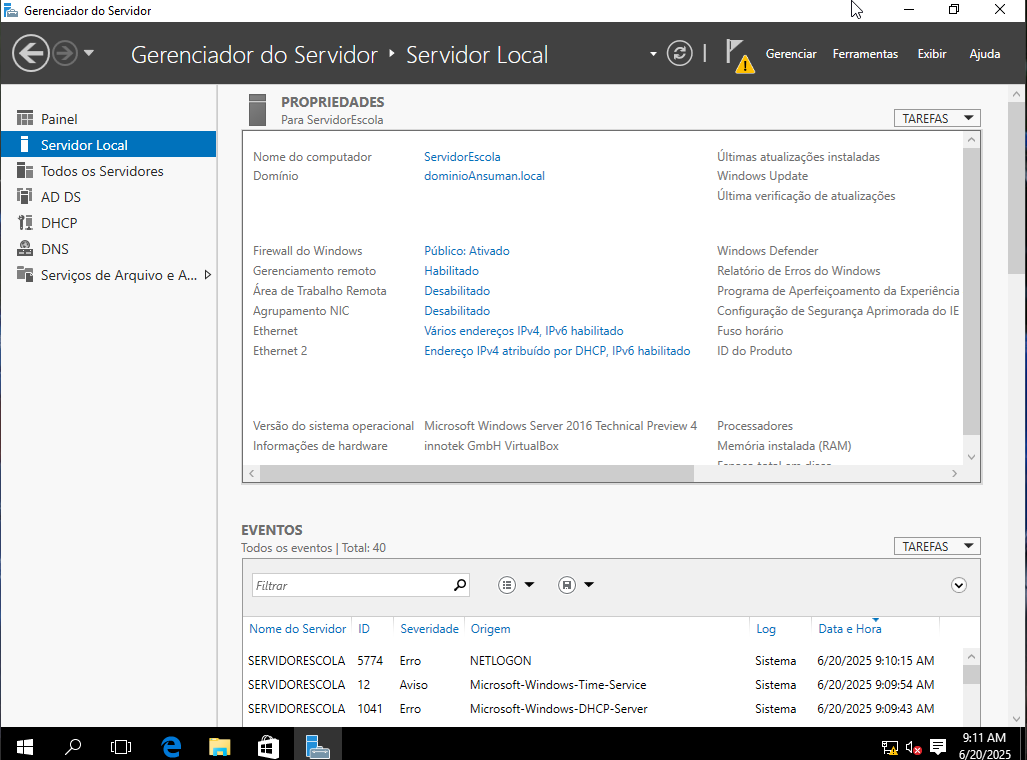 Gerenciador do Servidor
Gerenciador do Servidor ‣ Servidor Local
Gerenciar Ferramentas Exibir Ajuda
Painel
Servidor Local
Todos os Servidores
AD DS
DHCP
DNS
Serviços de Arquivo e A...
PROPRIEDADES
Para ServidorEscola
TAREFAS
Nome do computador ServidorEscola Últimas atualizações instaladas
Domínio dominioAnsuman.local Windows Update
Última verificação de atualizações
Firewall do Windows Público: Ativado Windows Defender
Gerenciamento remoto Habilitado Relatório de Erros do Windows
Área de Trabalho Remota Desabilitado Programa de Aperfeiçoamento da Experiência
Agrupamento NIC Desabilitado Configuração de Segurança Aprimorada do IE
Ethernet Vários endereços IPv4, IPv6 habilitado Fuso horário
Ethernet 2 Endereço IPv4 atribuído por DHCP, IPv6 habilitado ID do Produto
Versão do sistema operacional Microsoft Windows Server 2016 Technical Preview 4 Processadores
Informações de hardware innotek GmbH VirtualBox Memória instalada (RAM)
Espaço total em disco
EVENTOS
Todos os eventos | Total: 40
TAREFAS
Filtrar
Nome do Servidor ID Severidade Origem Log Data e Hora
SERVIDORESCOLA 5774 Erro NETLOGON Sistema 6/20/2025 9:10:15 AM
SERVIDORESCOLA 12 Aviso Microsoft-Windows-Time-Service Sistema 6/20/2025 9:09:54 AM
SERVIDORESCOLA 1041 Erro Microsoft-Windows-DHCP-Server Sistema 6/20/2025 9:09:43 AM
9:11 AM
6/20/2025